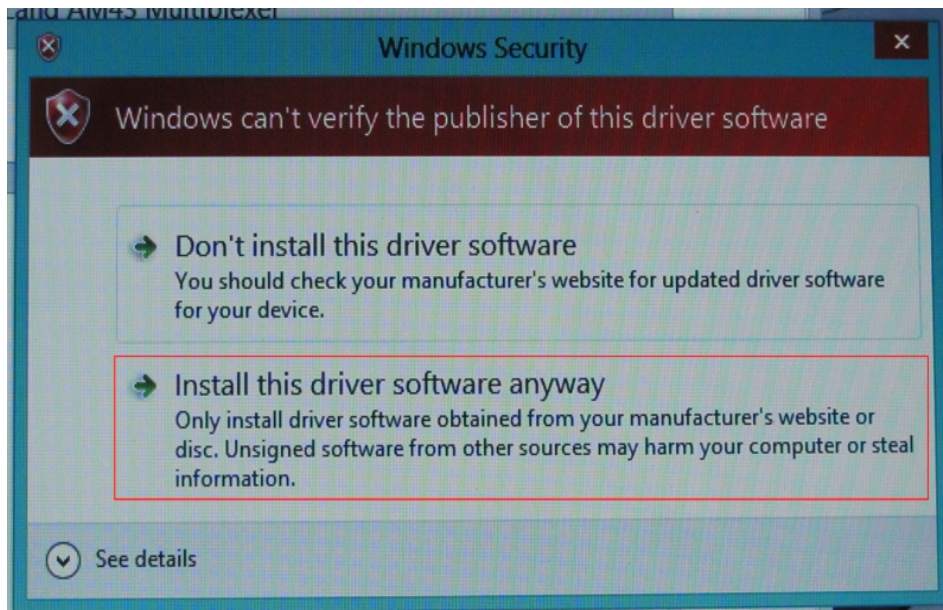 and AM43 Multiplexer
Windows Security
Windows can't verify the publisher of this driver software
Don't install this driver software
You should check your manufacturer's website for updated driver software
for your device.
Install this driver software anyway
Only install driver software obtained from your manufacturer's website or
disc. Unsigned software from other sources may harm your computer or steal
information.
See details